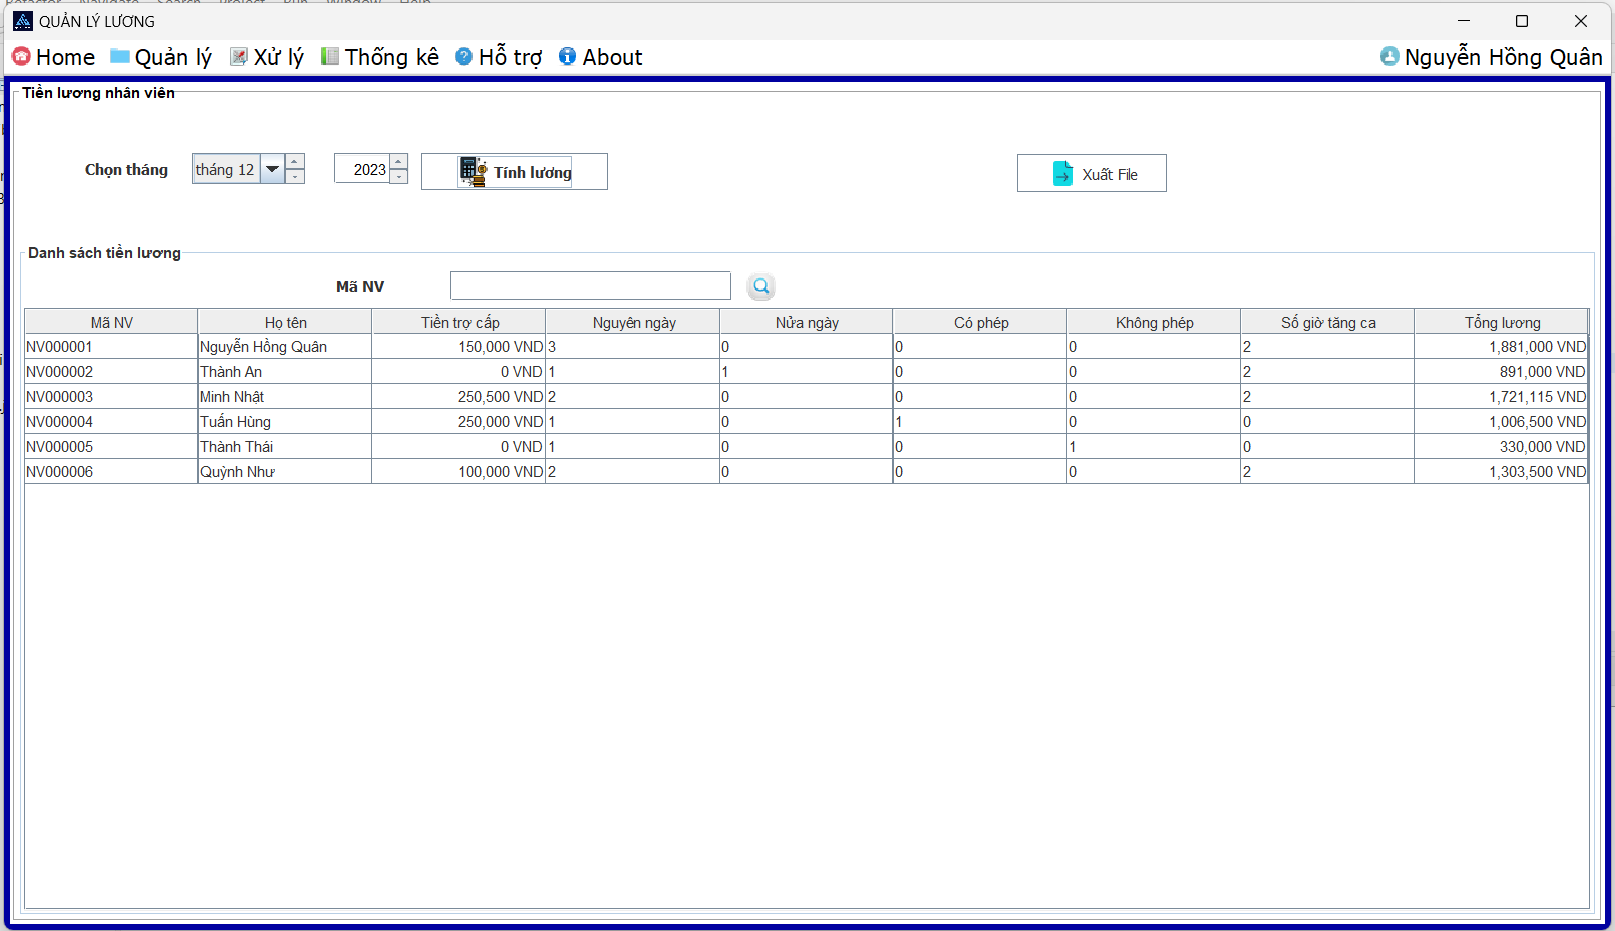 QUẢN LÝ LƯƠNG
Home Quản lý Xử lý Thống kê Hỗ trợ About Nguyễn Hồng Quân
Tiền lương nhân viên
Chọn tháng tháng 12 2023 Tính lương Xuất File
Danh sách tiền lương
Mã NV
Mã NV Họ tên Tiền trợ cấp Nguyên ngày Nửa ngày Có phép Không phép Số giờ tăng ca Tổng lương
NV000001 Nguyễn Hồng Quân 150,000 VND 3 0 0 0 2 1,881,000 VND
NV000002 Thành An 0 VND 1 1 0 0 2 891,000 VND
NV000003 Minh Nhật 250,500 VND 2 0 0 0 2 1,721,115 VND
NV000004 Tuấn Hùng 250,000 VND 1 0 1 0 0 1,006,500 VND
NV000005 Thành Thái 0 VND 1 0 0 1 0 330,000 VND
NV000006 Quỳnh Như 100,000 VND 2 0 0 0 2 1,303,500 VND